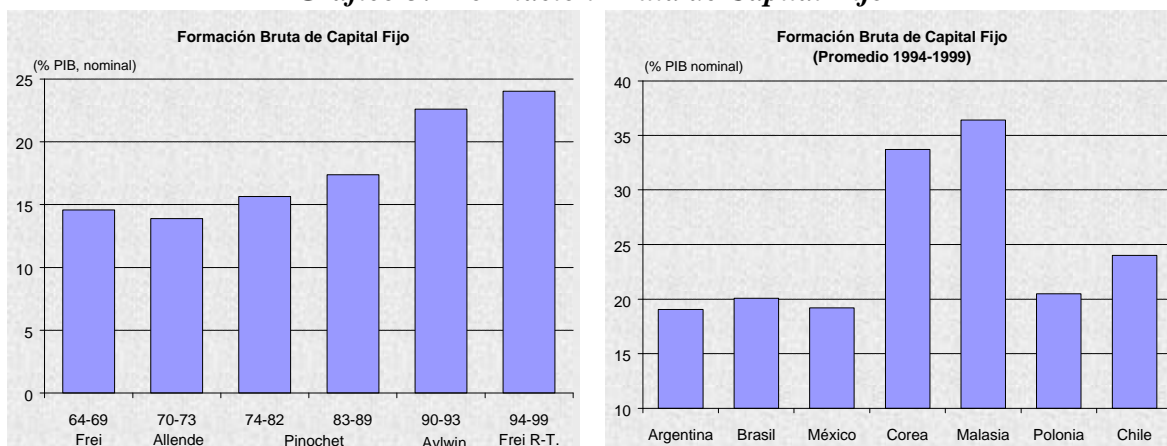 Formación Bruta de Capital Fijo
(% PIB, nominal)
25
20
15
10
5
0
64-69 70-73 74-82 83-89 90-93 94-99
Frei Allende Pinochet Aylwin Frei R-T.
Formación Bruta de Capital Fijo
(Promedio 1994-1999)
(% PIB nominal)
40
35
30
25
20
15
10
Argentina Brasil México Corea Malasia Polonia Chile